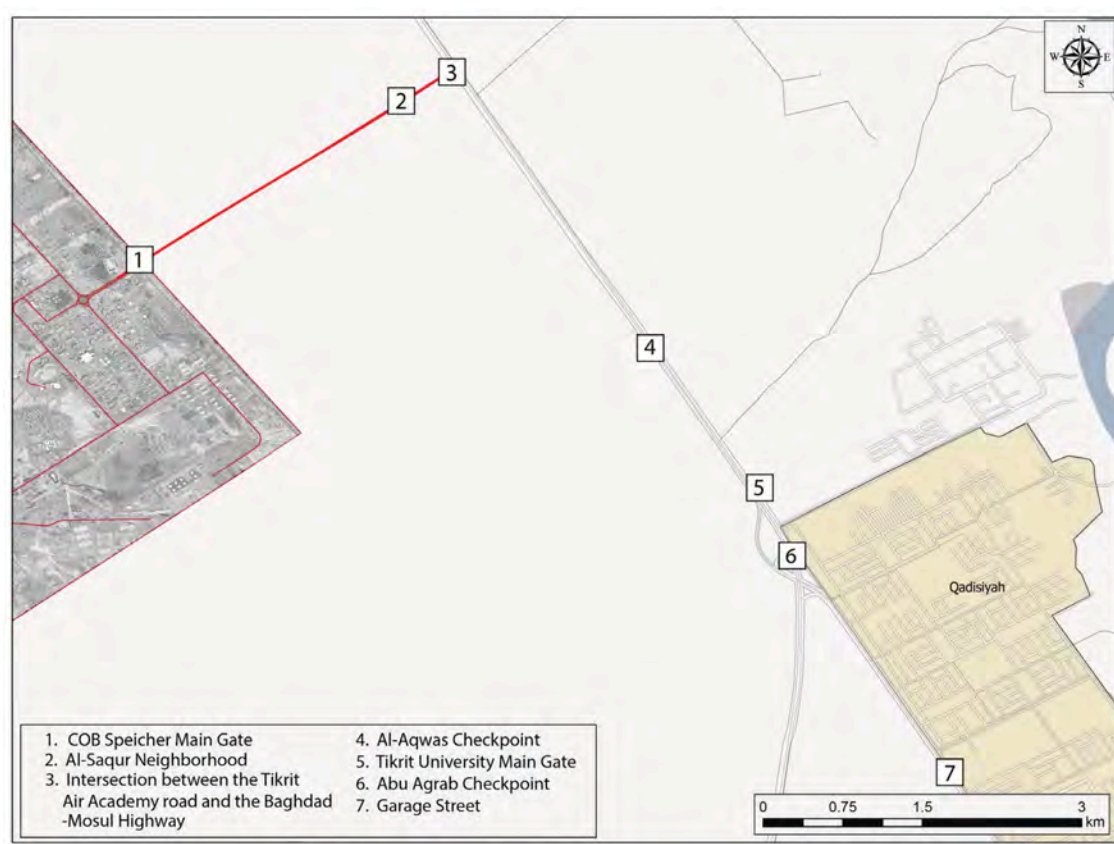 N
W E
S
3
2
1
4
5
6
Qadisiyah
7
1. COB Speicher Main Gate
2. Al-Saqur Neighborhood
3. Intersection between the Tikrit
Air Academy road and the Baghdad
-Mosul Highway
4. Al-Aqwas Checkpoint
5. Tikrit University Main Gate
6. Abu Agrab Checkpoint
7. Garage Street
0 0.75 1.5 3
km